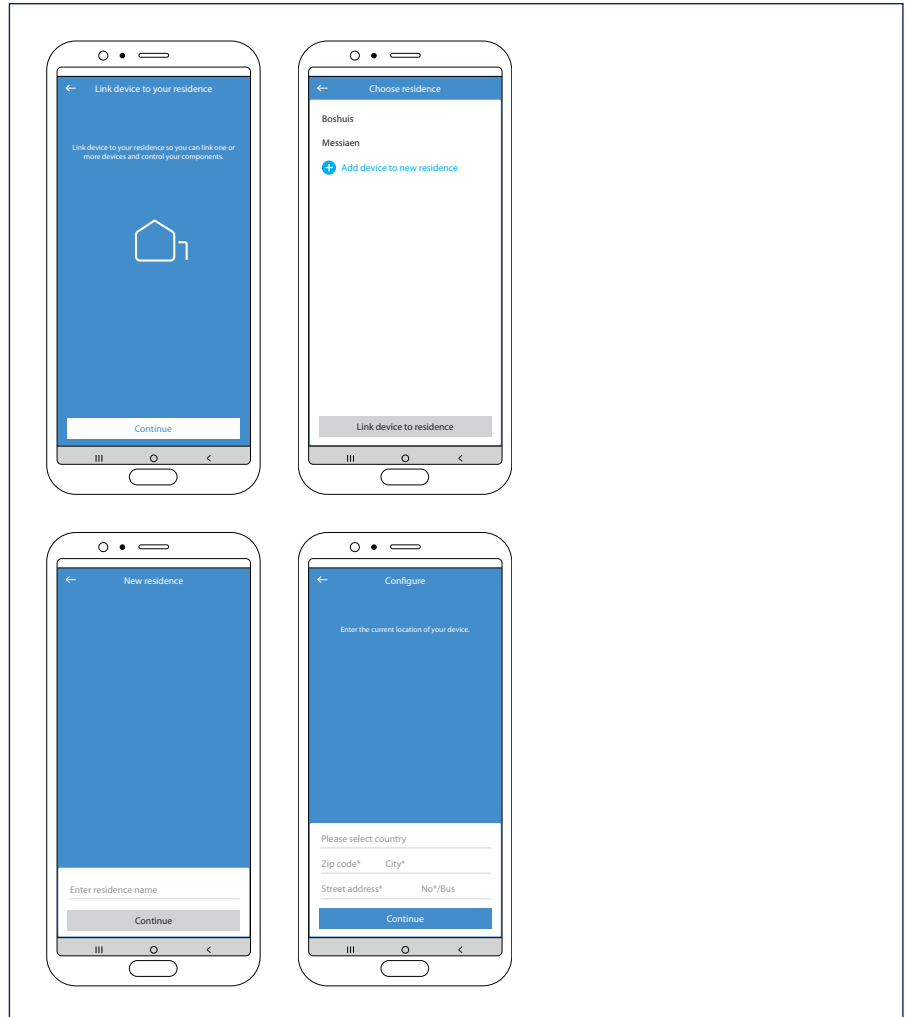 Link device to your residence
Link device to your residence so you can link one or
more devices and control your components.
Continue
Choose residence
Boshuis
Messiaen
Add device to new residence
Link device to residence
New residence
Enter residence name
Continue
Configure
Enter the current location of your device.
Please select country
Zip code* City*
Street address* No*/Bus
Continue